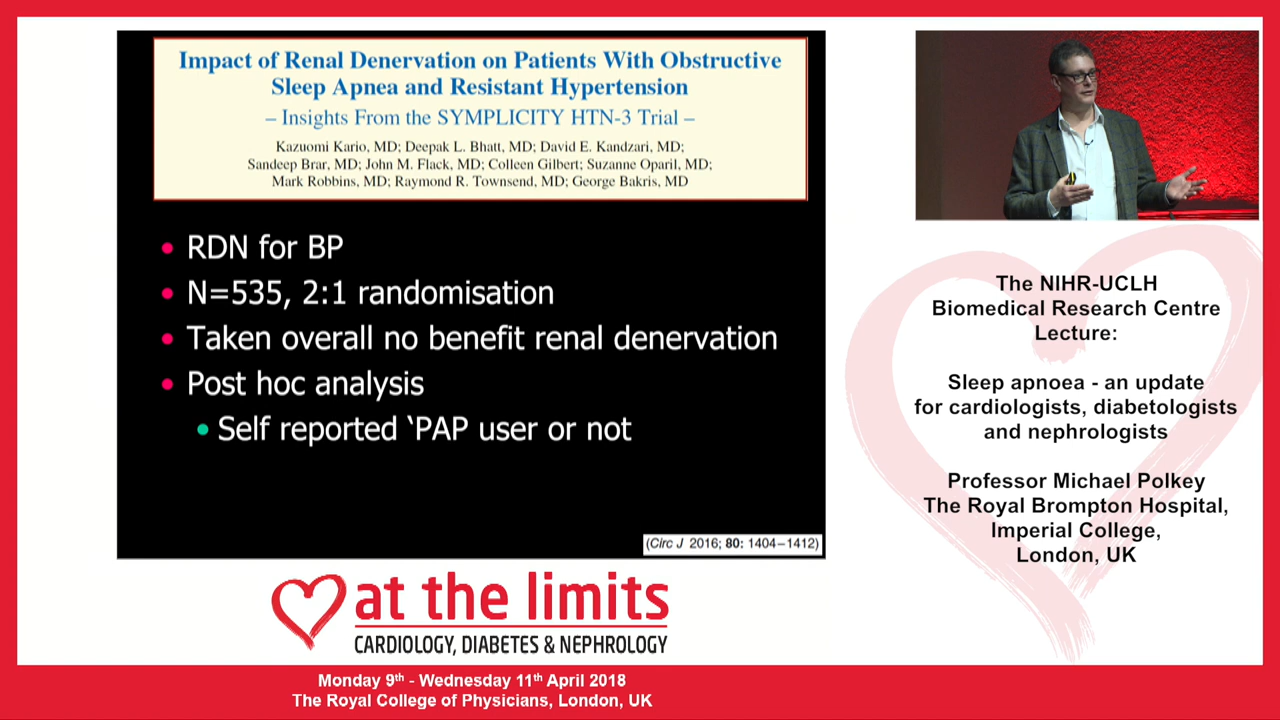 Impact of Renal Denervation on Patients With Obstructive
Sleep Apnea and Resistant Hypertension
– Insights From the SYMPLICITY HTN-3 Trial –
Kazuomi Kario, MD; Deepak L. Bhatt, MD; David E. Kandzari, MD;
Sandeep Brar, MD; John M. Flack, MD; Colleen Gilbert; Suzanne Oparil, MD;
Mark Robbins, MD; Raymond R. Townsend, MD; George Bakris, MD
• RDN for BP
• N=535, 2:1 randomisation
• Taken overall no benefit renal denervation
• Post hoc analysis
• Self reported ‘PAP user or not
(Circ J 2016; 80: 1404–1412)
at the limits
CARDIOLOGY, DIABETES & NEPHROLOGY
Monday 9th - Wednesday 11th April 2018
The Royal College of Physicians, London, UK
The NIHR-UCLH
Biomedical Research Centre
Lecture:
Sleep apnoea - an update
for cardiologists, diabetologists
and nephrologists
Professor Michael Polkey
The Royal Brompton Hospital,
Imperial College,
London, UK